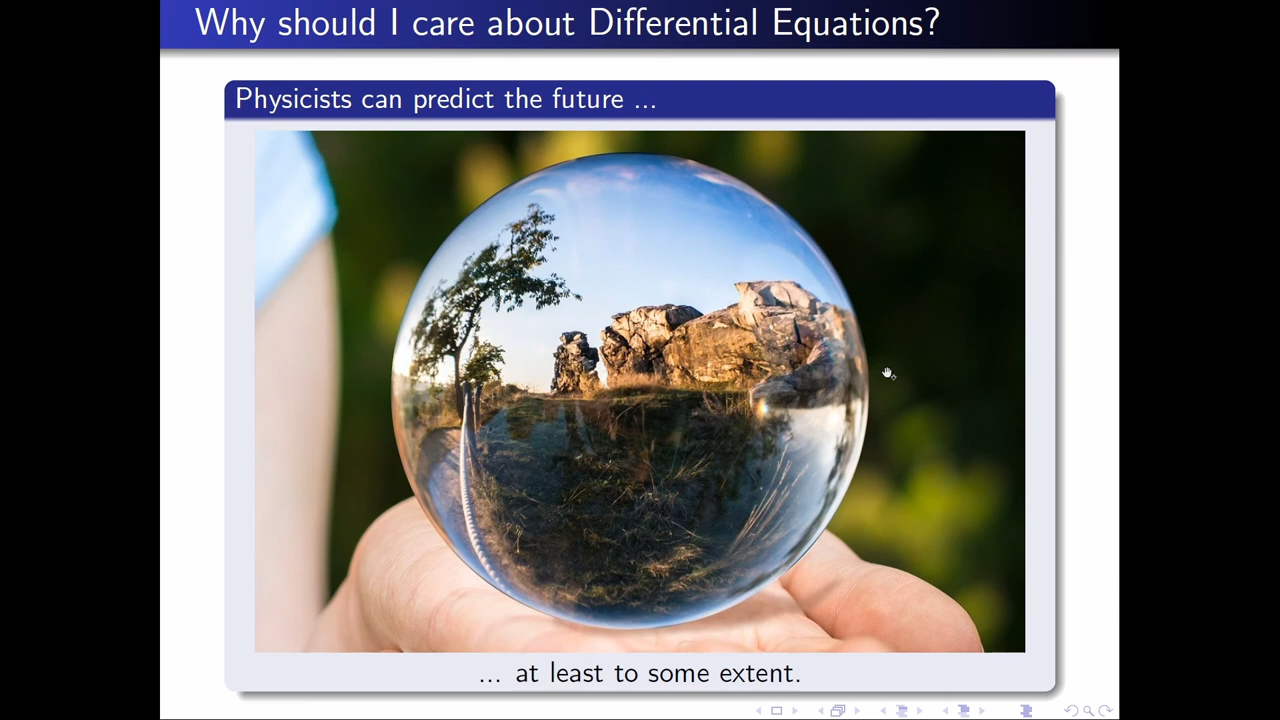 Why should I care about Differential Equations?
Physicists can predict the future ...
... at least to some extent.